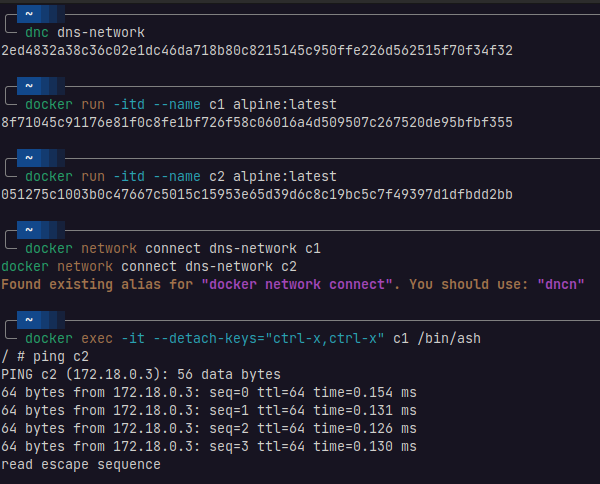 ~
dnc dns-network
2ed4832a38c36c02e1dc46da718b80c8215145c950ffe226d562515f70f34f32
~
docker run -itd --name c1 alpine:latest
8f71045c91176e81f0c8fe1bf726f58c06016a4d509507c267520de95bfbf355
~
docker run -itd --name c2 alpine:latest
051275c1003b0c47667c5015c15953e65d39d6c8c19bc5c7f49397d1dfbdd2bb
~
docker network connect dns-network c1
docker network connect dns-network c2
Found existing alias for "docker network connect". You should use: "dncn"
~
docker exec -it --detach-keys="ctrl-x,ctrl-x" c1 /bin/ash
/ # ping c2
PING c2 (172.18.0.3): 56 data bytes
64 bytes from 172.18.0.3: seq=0 ttl=64 time=0.154 ms
64 bytes from 172.18.0.3: seq=1 ttl=64 time=0.131 ms
64 bytes from 172.18.0.3: seq=2 ttl=64 time=0.126 ms
64 bytes from 172.18.0.3: seq=3 ttl=64 time=0.130 ms
read escape sequence